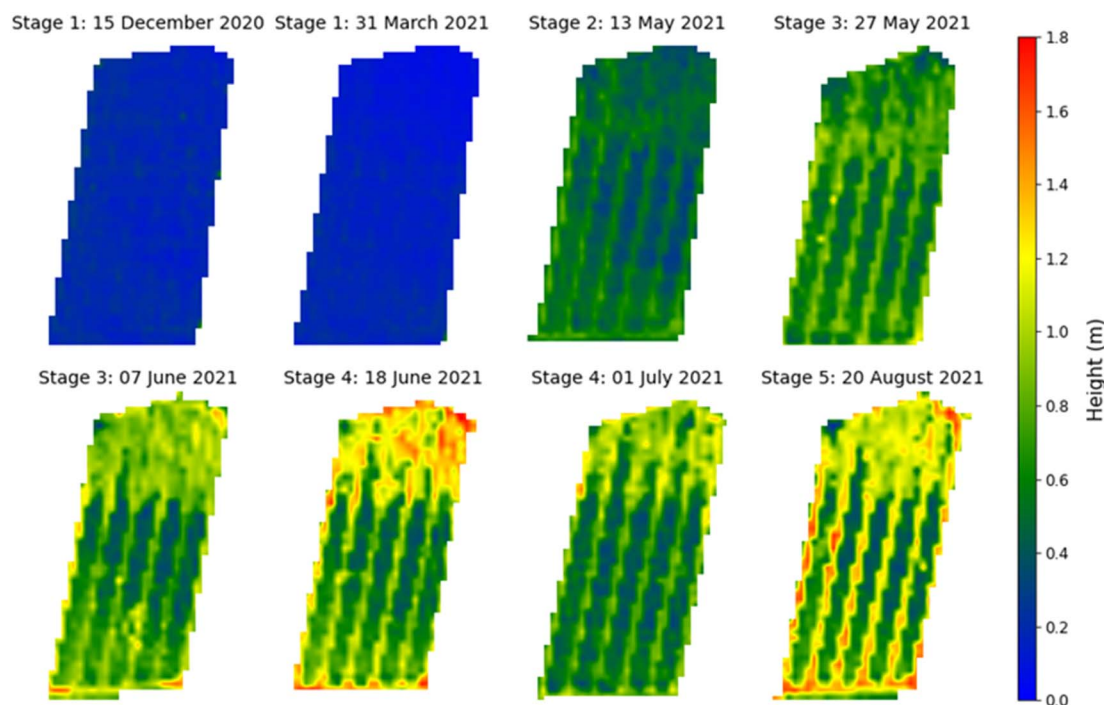 Stage 1: 15 December 2020
Stage 1: 31 March 2021
Stage 2: 13 May 2021
Stage 3: 27 May 2021
Stage 3: 07 June 2021
Stage 4: 18 June 2021
Stage 4: 01 July 2021
Stage 5: 20 August 2021
1.8
1.6
1.4
1.2
1.0
0.8
0.6
0.4
0.2
0.0
Height (m)